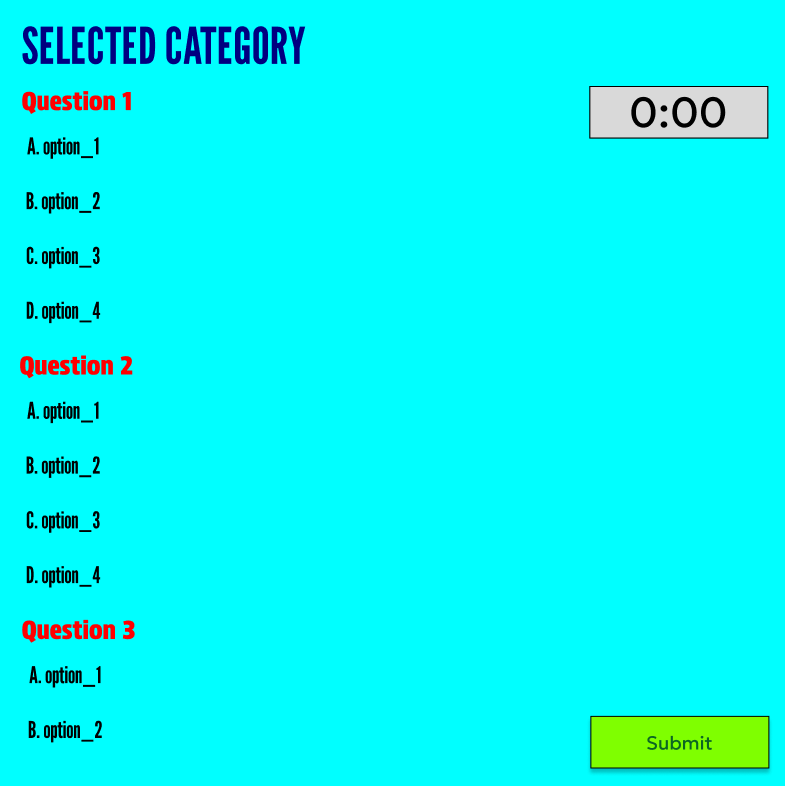 SELECTED CATEGORY
Question 1
0:00
A. option_1
B. option_2
C. option_3
D. option_4
Question 2
A. option_1
B. option_2
C. option_3
D. option_4
Question 3
A. option_1
B. option_2
Submit